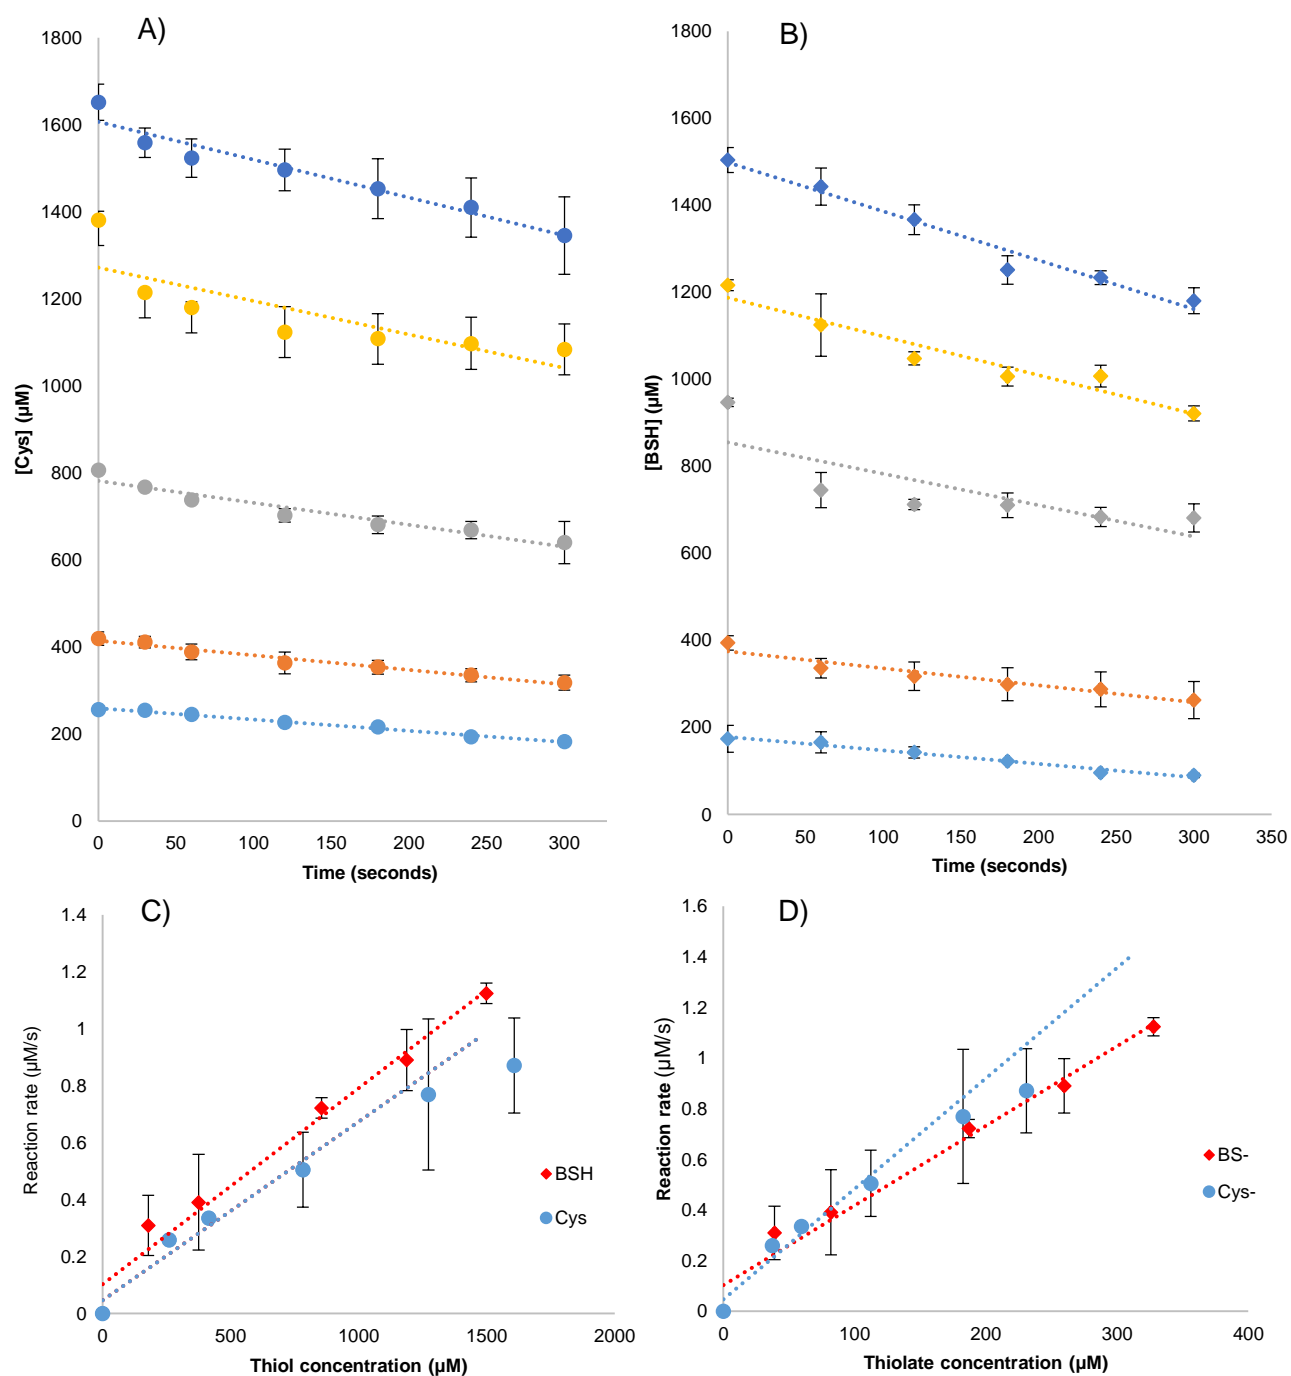 A)
1800
1600
1400
1200
1000
800
600
400
200
0
[Cys] (µM)
0 50 100 150 200 250 300
Time (seconds)
B)
1800
1600
1400
1200
1000
800
600
400
200
0
[BSH] (µM)
0 50 100 150 200 250 300 350
Time (seconds)
C)
1.4
1.2
1
0.8
0.6
0.4
0.2
0
Reaction rate (µM/s)
BSH
Cys
0 500 1000 1500 2000
Thiol concentration (µM)
D)
1.6
1.4
1.2
1
0.8
0.6
0.4
0.2
0
Reaction rate (µM/s)
BS-
Cys-
0 100 200 300 400
Thiolate concentration (µM)